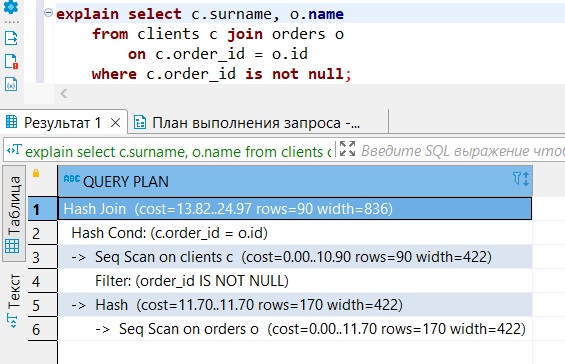 explain select c.surname, o.name
from clients c join orders o
on c.order_id = o.id
where c.order_id is not null;
Результат 1
План выполнения запроса -...
explain select c.surname, o.name from clients c
Введите SQL выражение чтоб
Таблица
Текст
ABC QUERY PLAN
1 Hash Join (cost=13.82..24.97 rows=90 width=836)
2 Hash Cond: (c.order_id = o.id)
3 -> Seq Scan on clients c (cost=0.00..10.90 rows=90 width=422)
4 Filter: (order_id IS NOT NULL)
5 -> Hash (cost=11.70..11.70 rows=170 width=422)
6 -> Seq Scan on orders o (cost=0.00..11.70 rows=170 width=422)